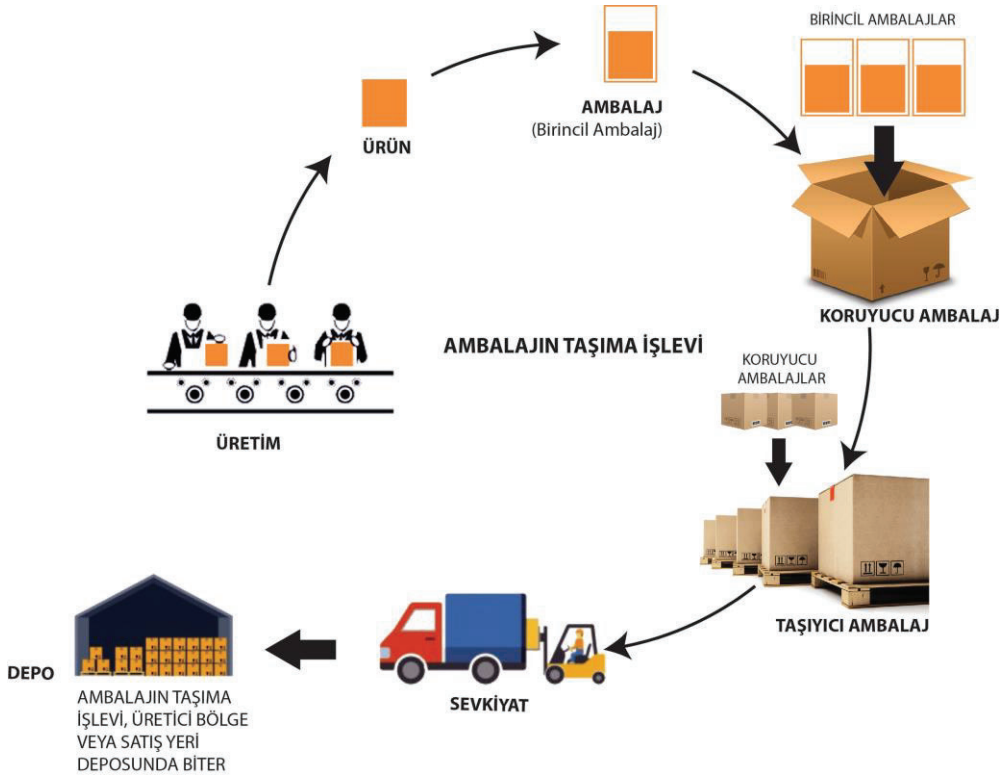 BİRİNCİL AMBALAJLAR
AMBALAJ
(Birincil Ambalaj)
ÜRÜN
KORUYUCU AMBALAJ
AMBALAJIN TAŞIMA İŞLEVİ
KORUYUCU
AMBALAJLAR
ÜRETİM
TAŞIYICI AMBALAJ
SEVKİYAT
DEPO
AMBALAJIN TAŞIMA
İŞLEVİ, ÜRETİCİ BÖLGE
VEYA SATIŞ YERİ
DEPOSUNDA BİTER